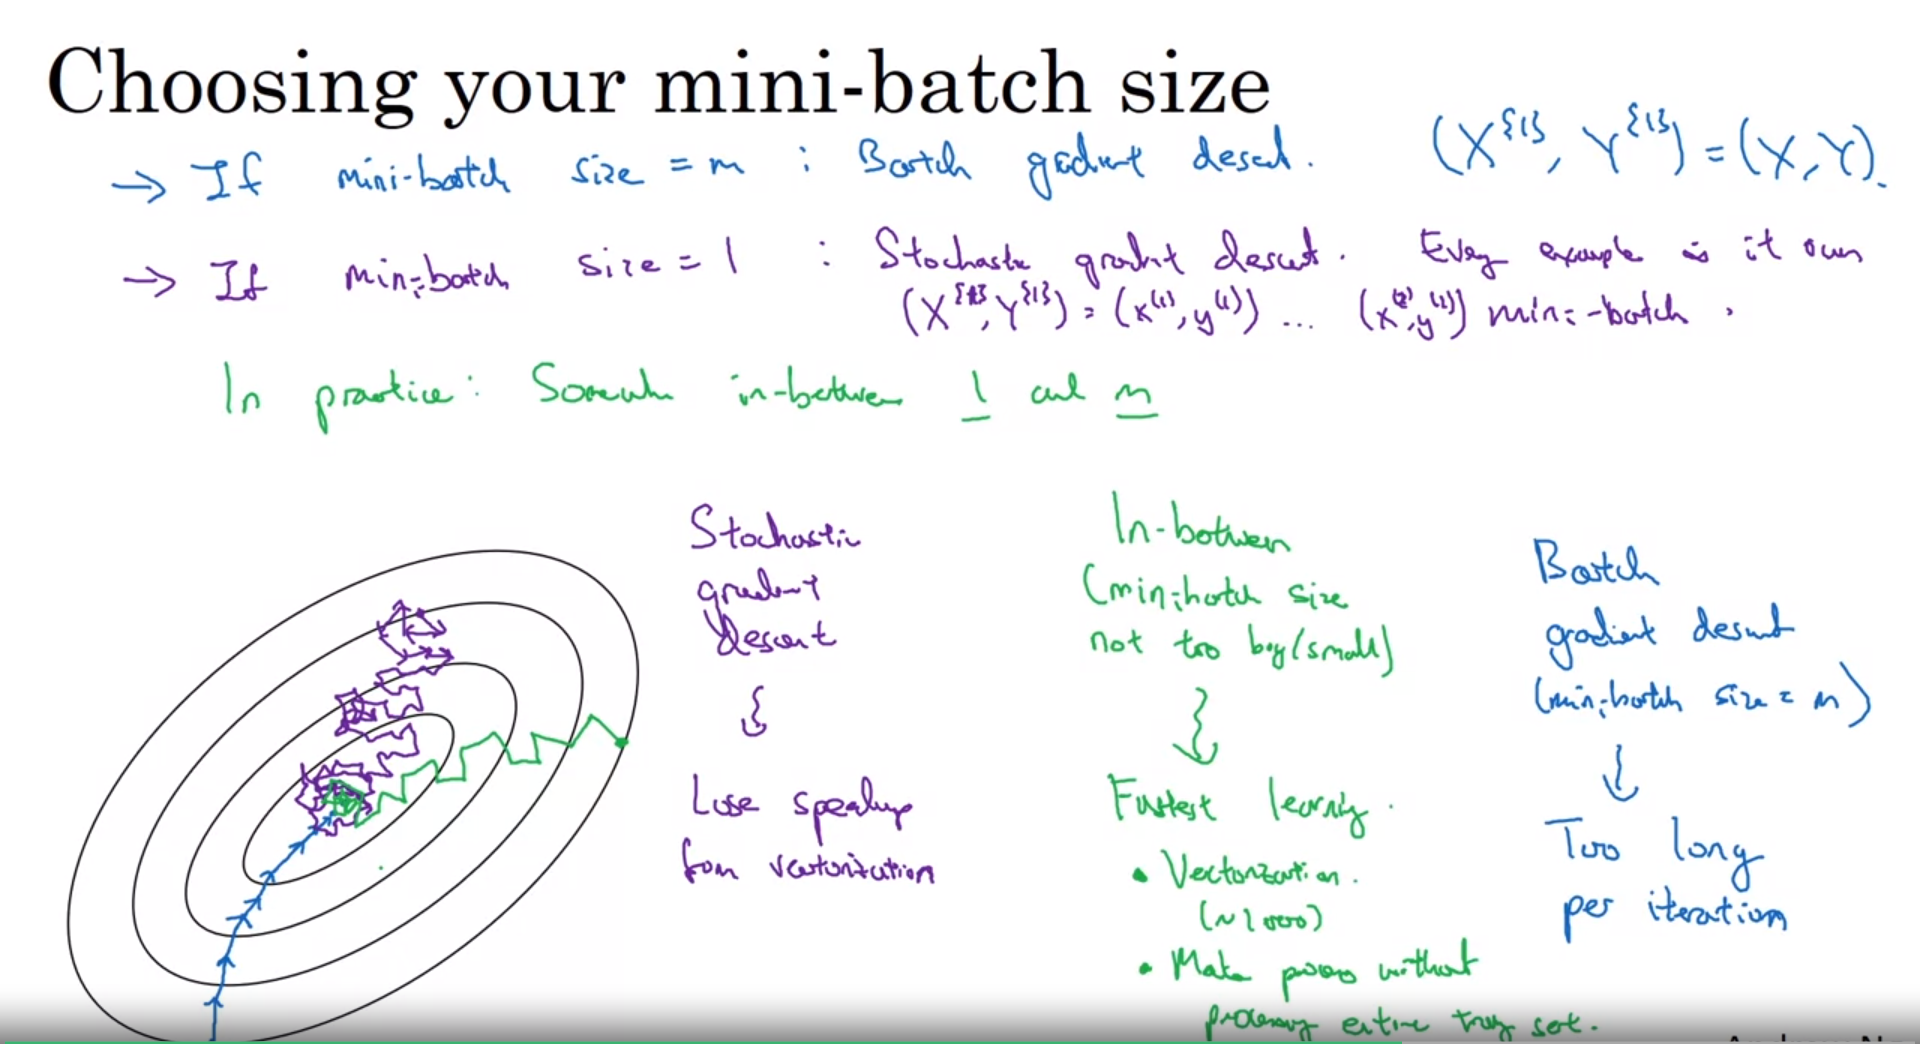 Choosing your mini-batch size
→ If mini-batch size = m : Batch gradient descent. (X^{1}, Y^{1}) = (X, Y).
→ If mini-batch size = 1 : Stochastic gradient descent. Every example is it own
(X^{1}, Y^{1}) = (x^(1), y^(1)) ... (x^(2), y^(2)) mini-batch.
In practice: Somewhere in-between 1 and m
Stochastic
gradient
descent
Lose speedup
from vectorization
In-between
(mini-batch size
not too big/small)
Fastest learning.
• Vectorization.
(~1000)
• Make progress without
processing entire training set.
Batch
gradient descent
(mini-batch size = m)
Too long
per iteration